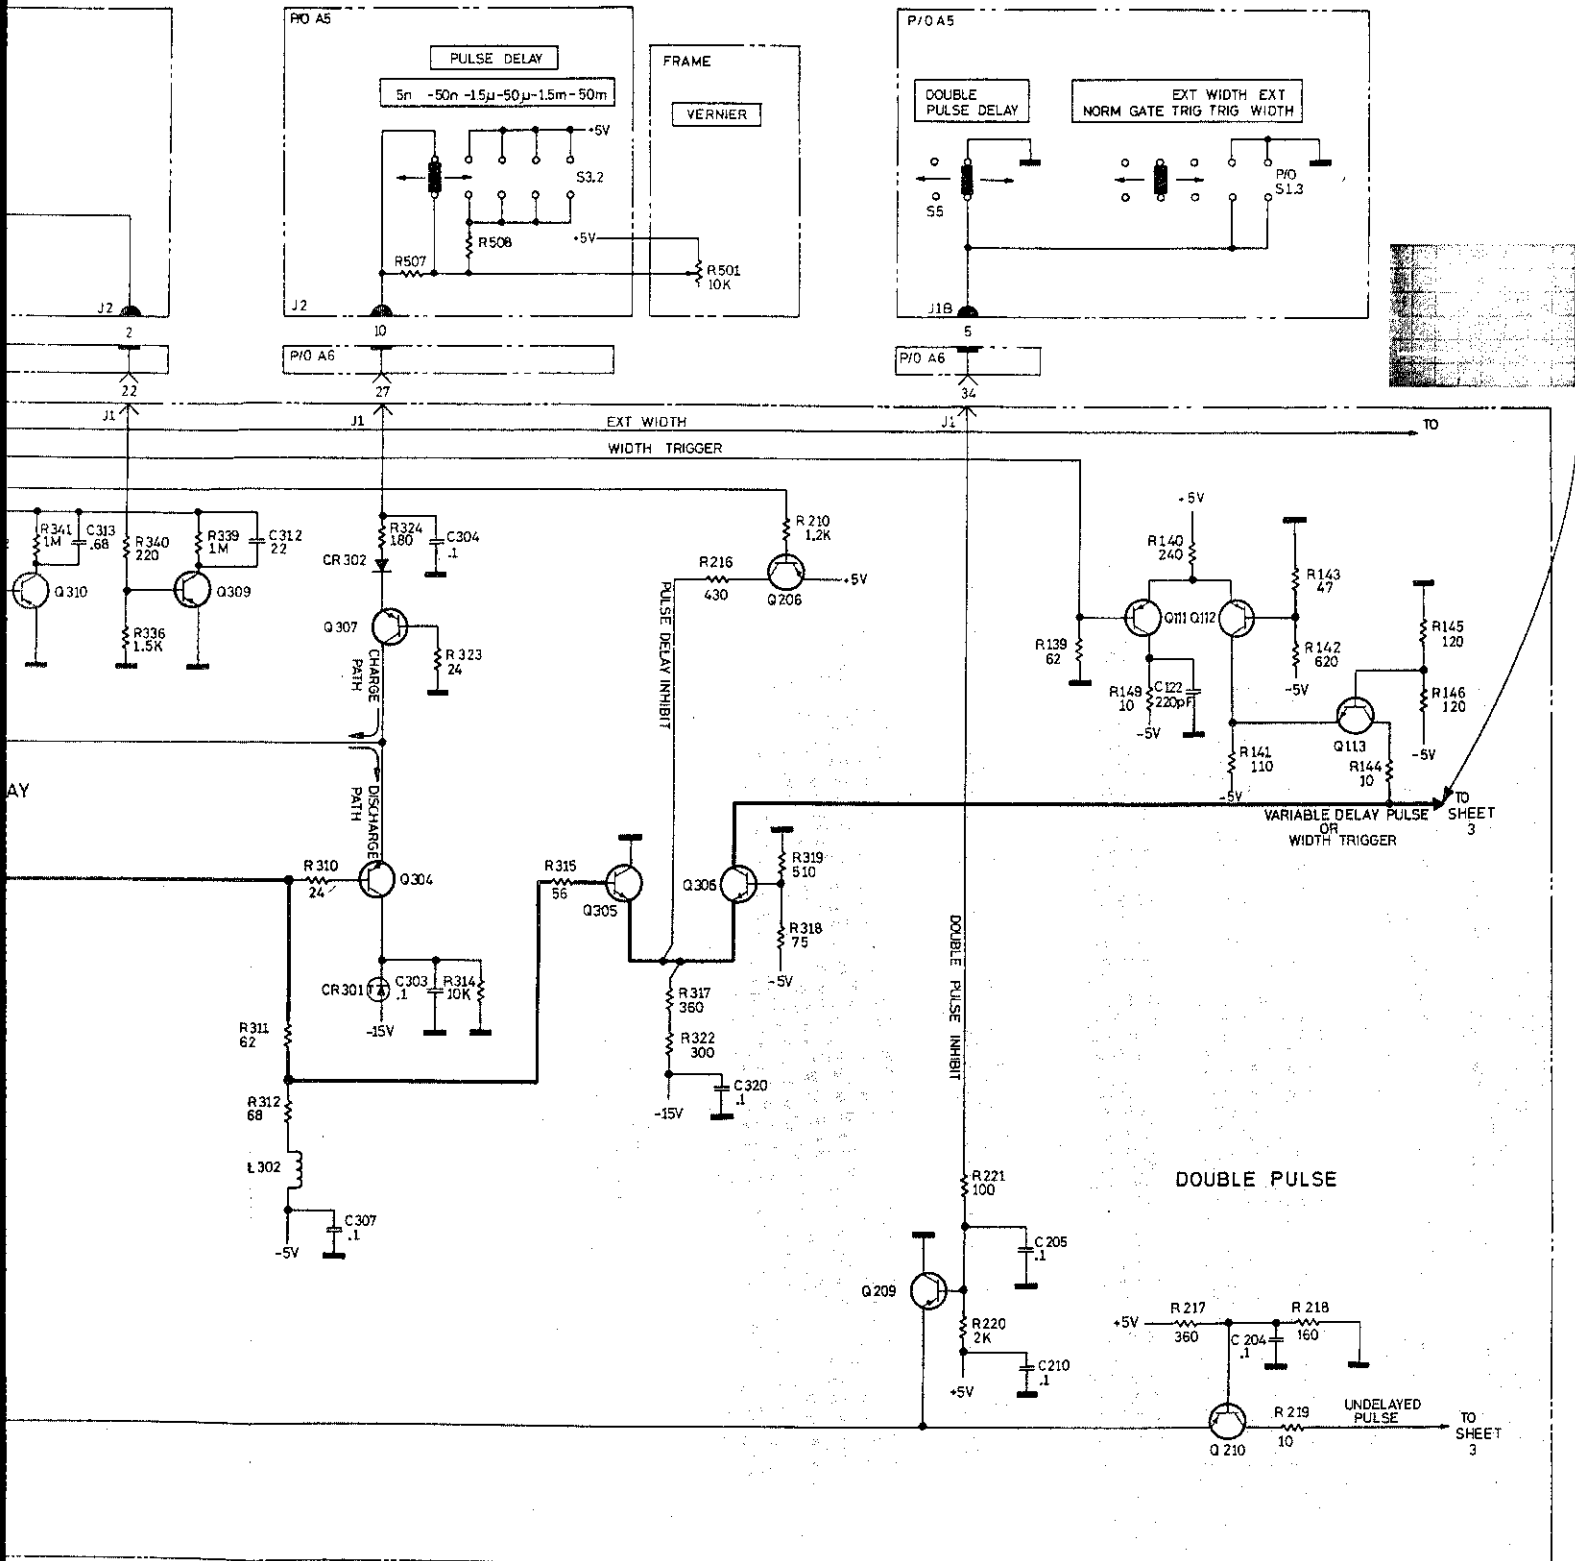 P/O A5
PULSE DELAY
5n -50n -1.5µ-50µ-1.5m-50m
+5V
S3.2
R508
+5V
R507
J2
10
FRAME
VERNIER
R501
10K
P/O A5
DOUBLE
PULSE DELAY
EXT WIDTH EXT
NORM GATE TRIG TRIG WIDTH
S5
P/O
S1.3
J1B
5
J2
2
P/O A6
P/O A6
22
27
34
J1
J1
J1
EXT WIDTH
TO
WIDTH TRIGGER
R341
1M
C313
.68
R340
220
R339
1M
C312
22
Q310
Q309
R336
1.5K
R324
180
C304
.1
CR302
Q307
R323
24
CHARGE
PATH
DISCHARGE
PATH
PULSE DELAY INHIBIT
R216
430
R210
1.2K
+5V
Q206
+5V
R140
240
R143
47
Q111 Q112
R139
62
R142
620
-5V
R149
10
C122
220pF
-5V
R145
120
R146
120
-5V
Q113
R141
110
-5V
R144
10
AY
VARIABLE DELAY PULSE
OR
WIDTH TRIGGER
TO
SHEET
3
R310
24
Q304
R315
56
Q305
Q306
R319
510
R318
75
-5V
CR301
-15V
C303
.1
R314
10K
R317
360
R322
300
C320
.1
-15V
R311
62
R312
68
L302
C307
.1
-5V
DOUBLE PULSE INHIBIT
R221
100
DOUBLE PULSE
C205
.1
Q209
R220
2K
C210
.1
+5V
+5V
R217
360
R218
160
C204
.1
UNDELAYED
PULSE
R219
10
Q210
TO
SHEET
3